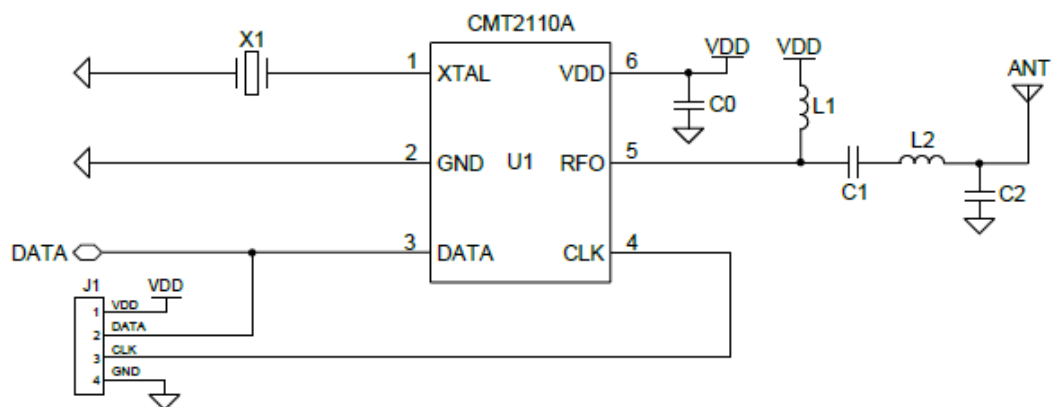 CMT2110A
X1
1
XTAL
VDD
6
VDD
VDD
ANT
C0
L1
2
GND
U1
RFO
5
L2
C1
C2
DATA
3
DATA
CLK
4
J1
VDD
1
VDD
2
DATA
3
CLK
4
GND